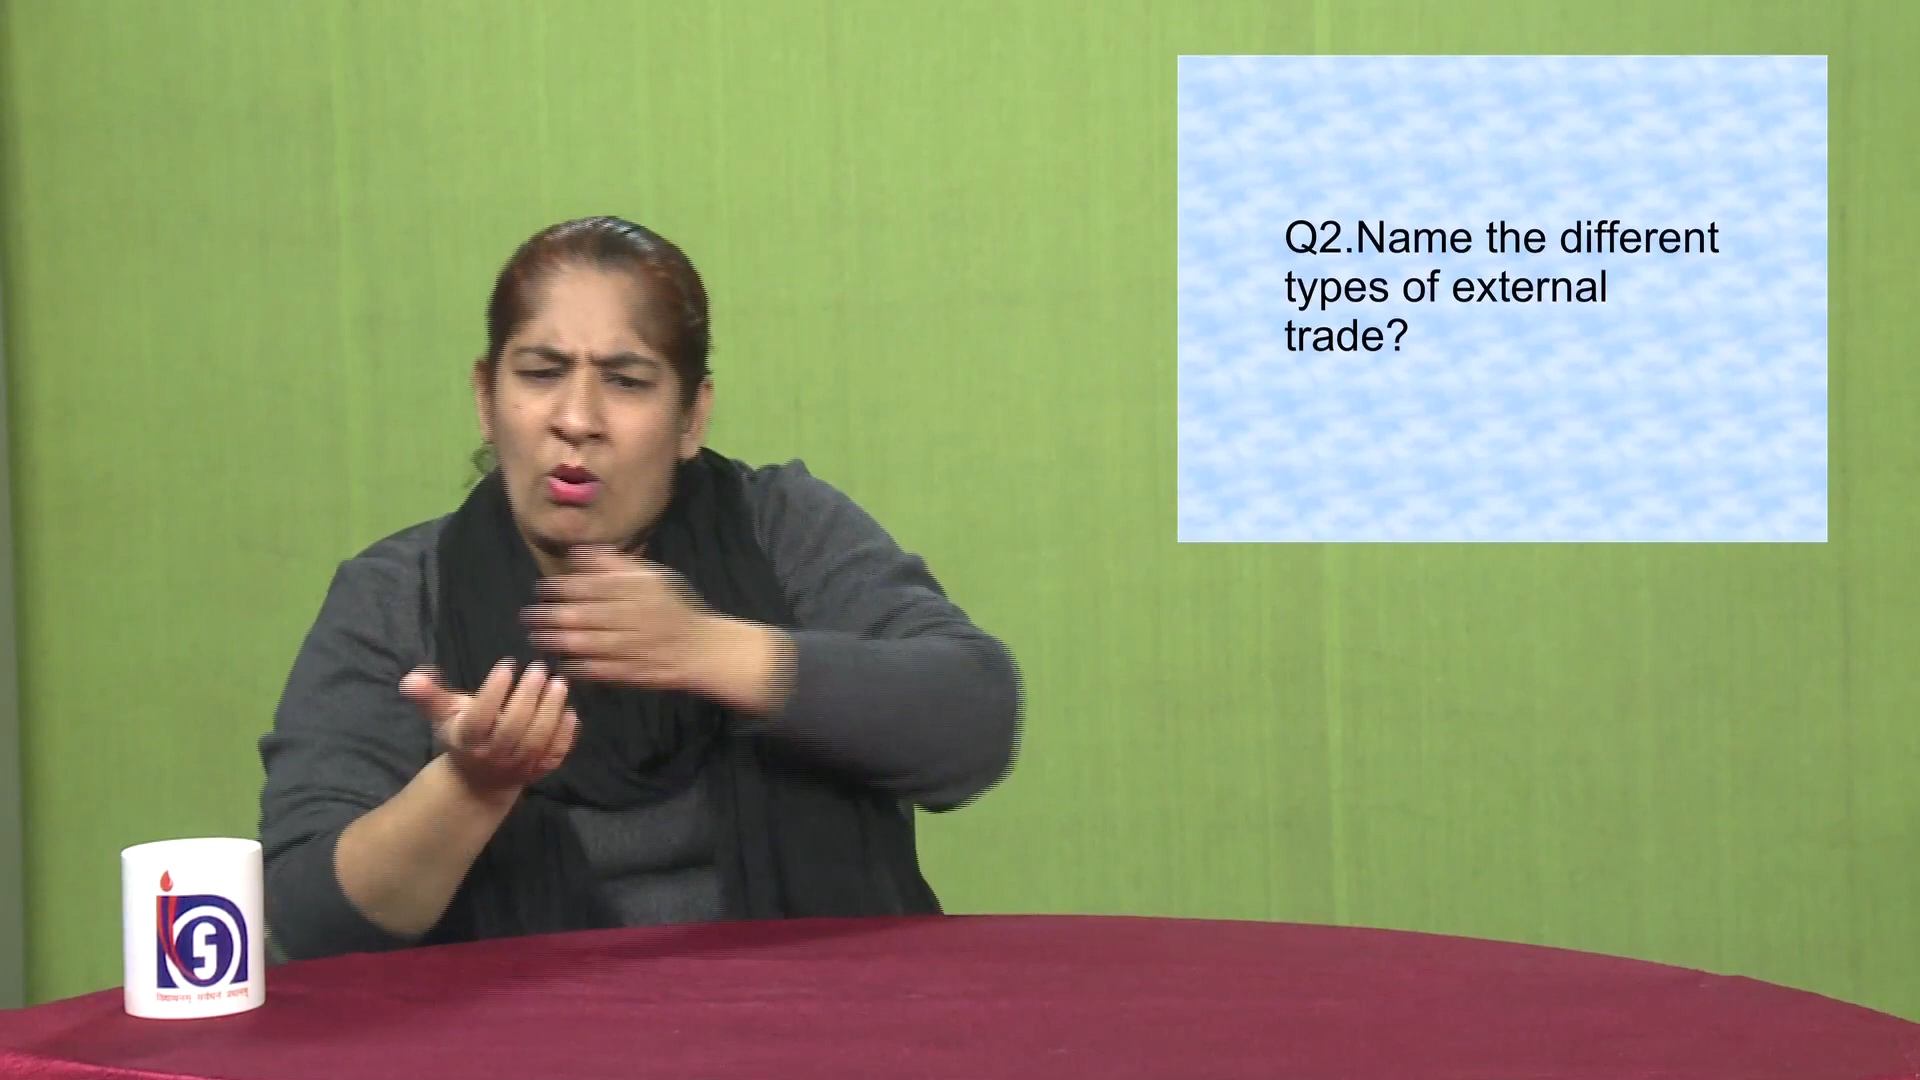 Q2.Name the different
types of external
trade?